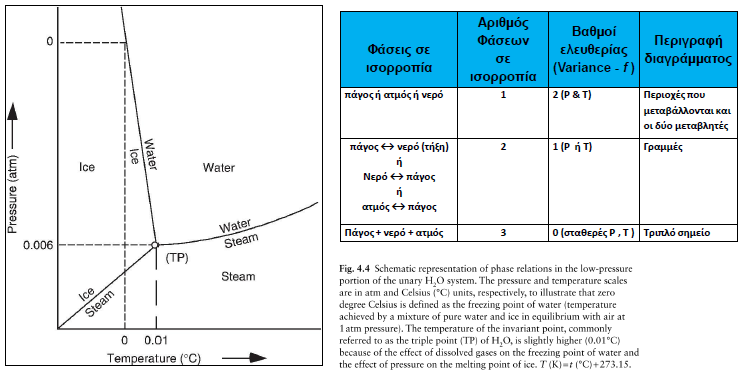 0
Water
Ice
Ice
Water
Pressure (atm)
0.006
Water
Steam
(TP)
Steam
Ice
Steam
0
0.01
Temperature (°C)
Φάσεις σε
ισορροπία
Αριθμός
Φάσεων
σε
ισορροπία
Βαθμοί
ελευθερίας
(Variance - f )
Περιγραφή
διαγράμματος
πάγος ή ατμός ή νερό
1
2 (P & T)
Περιοχές που
μεταβάλλονται και
οι δύο μεταβλητές
πάγος ↔ νερό (τήξη)
ή
Νερό ↔ πάγος
ή
ατμός ↔ πάγος
2
1 (P ή T)
Γραμμές
Πάγος + νερό + ατμός
3
0 (σταθερές P , T )
Τριπλό σημείο
Fig. 4.4 Schematic representation of phase relations in the low-pressure
portion of the unary H₂O system. The pressure and temperature scales
are in atm and Celsius (°C) units, respectively, to illustrate that zero
degree Celsius is defined as the freezing point of water (temperature
achieved by a mixture of pure water and ice in equilibrium with air at
1 atm pressure). The temperature of the invariant point, commonly
referred to as the triple point (TP) of H₂O, is slightly higher (0.01°C)
because of the effect of dissolved gases on the freezing point of water and
the effect of pressure on the melting point of ice. T (K)=t (°C)+273.15.